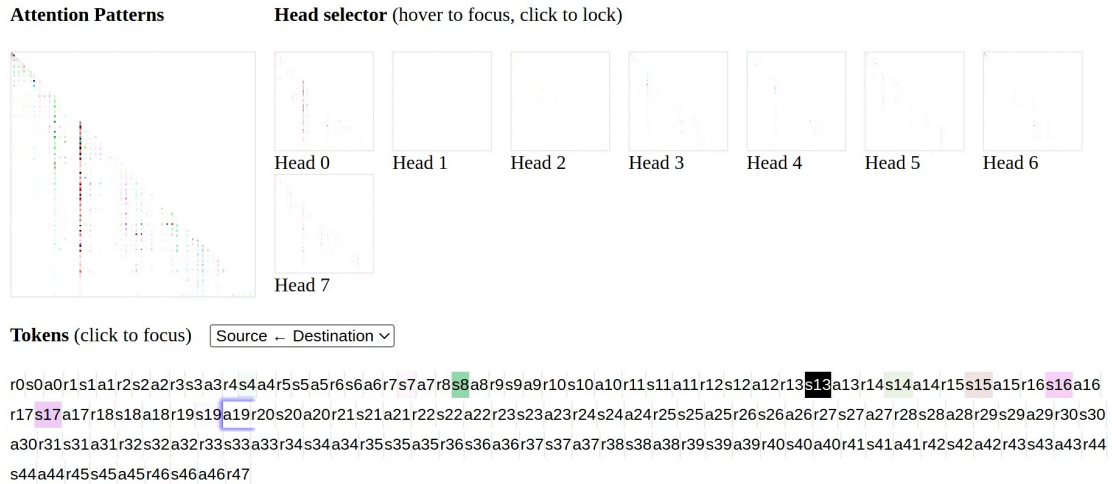 Attention Patterns
Head selector (hover to focus, click to lock)
Head 0 Head 1 Head 2 Head 3 Head 4 Head 5 Head 6
Head 7
Tokens (click to focus) Source ← Destination
r0s0a0r1s1a1r2s2a2r3s3a3r4s4a4r5s5a5r6s6a6r7s7a7r8s8a8r9s9a9r10s10a10r11s11a11r12s12a12r13s13a13r14s14a14r15s15a15r16s16a16
r17s17a17r18s18a18r19s19a19r20s20a20r21s21a21r22s22a22r23s23a23r24s24a24r25s25a25r26s26a26r27s27a27r28s28a28r29s29a29r30s30
a30r31s31a31r32s32a32r33s33a33r34s34a34r35s35a35r36s36a36r37s37a37r38s38a38r39s39a39r40s40a40r41s41a41r42s42a42r43s43a43r44
s44a44r45s45a45r46s46a46r47